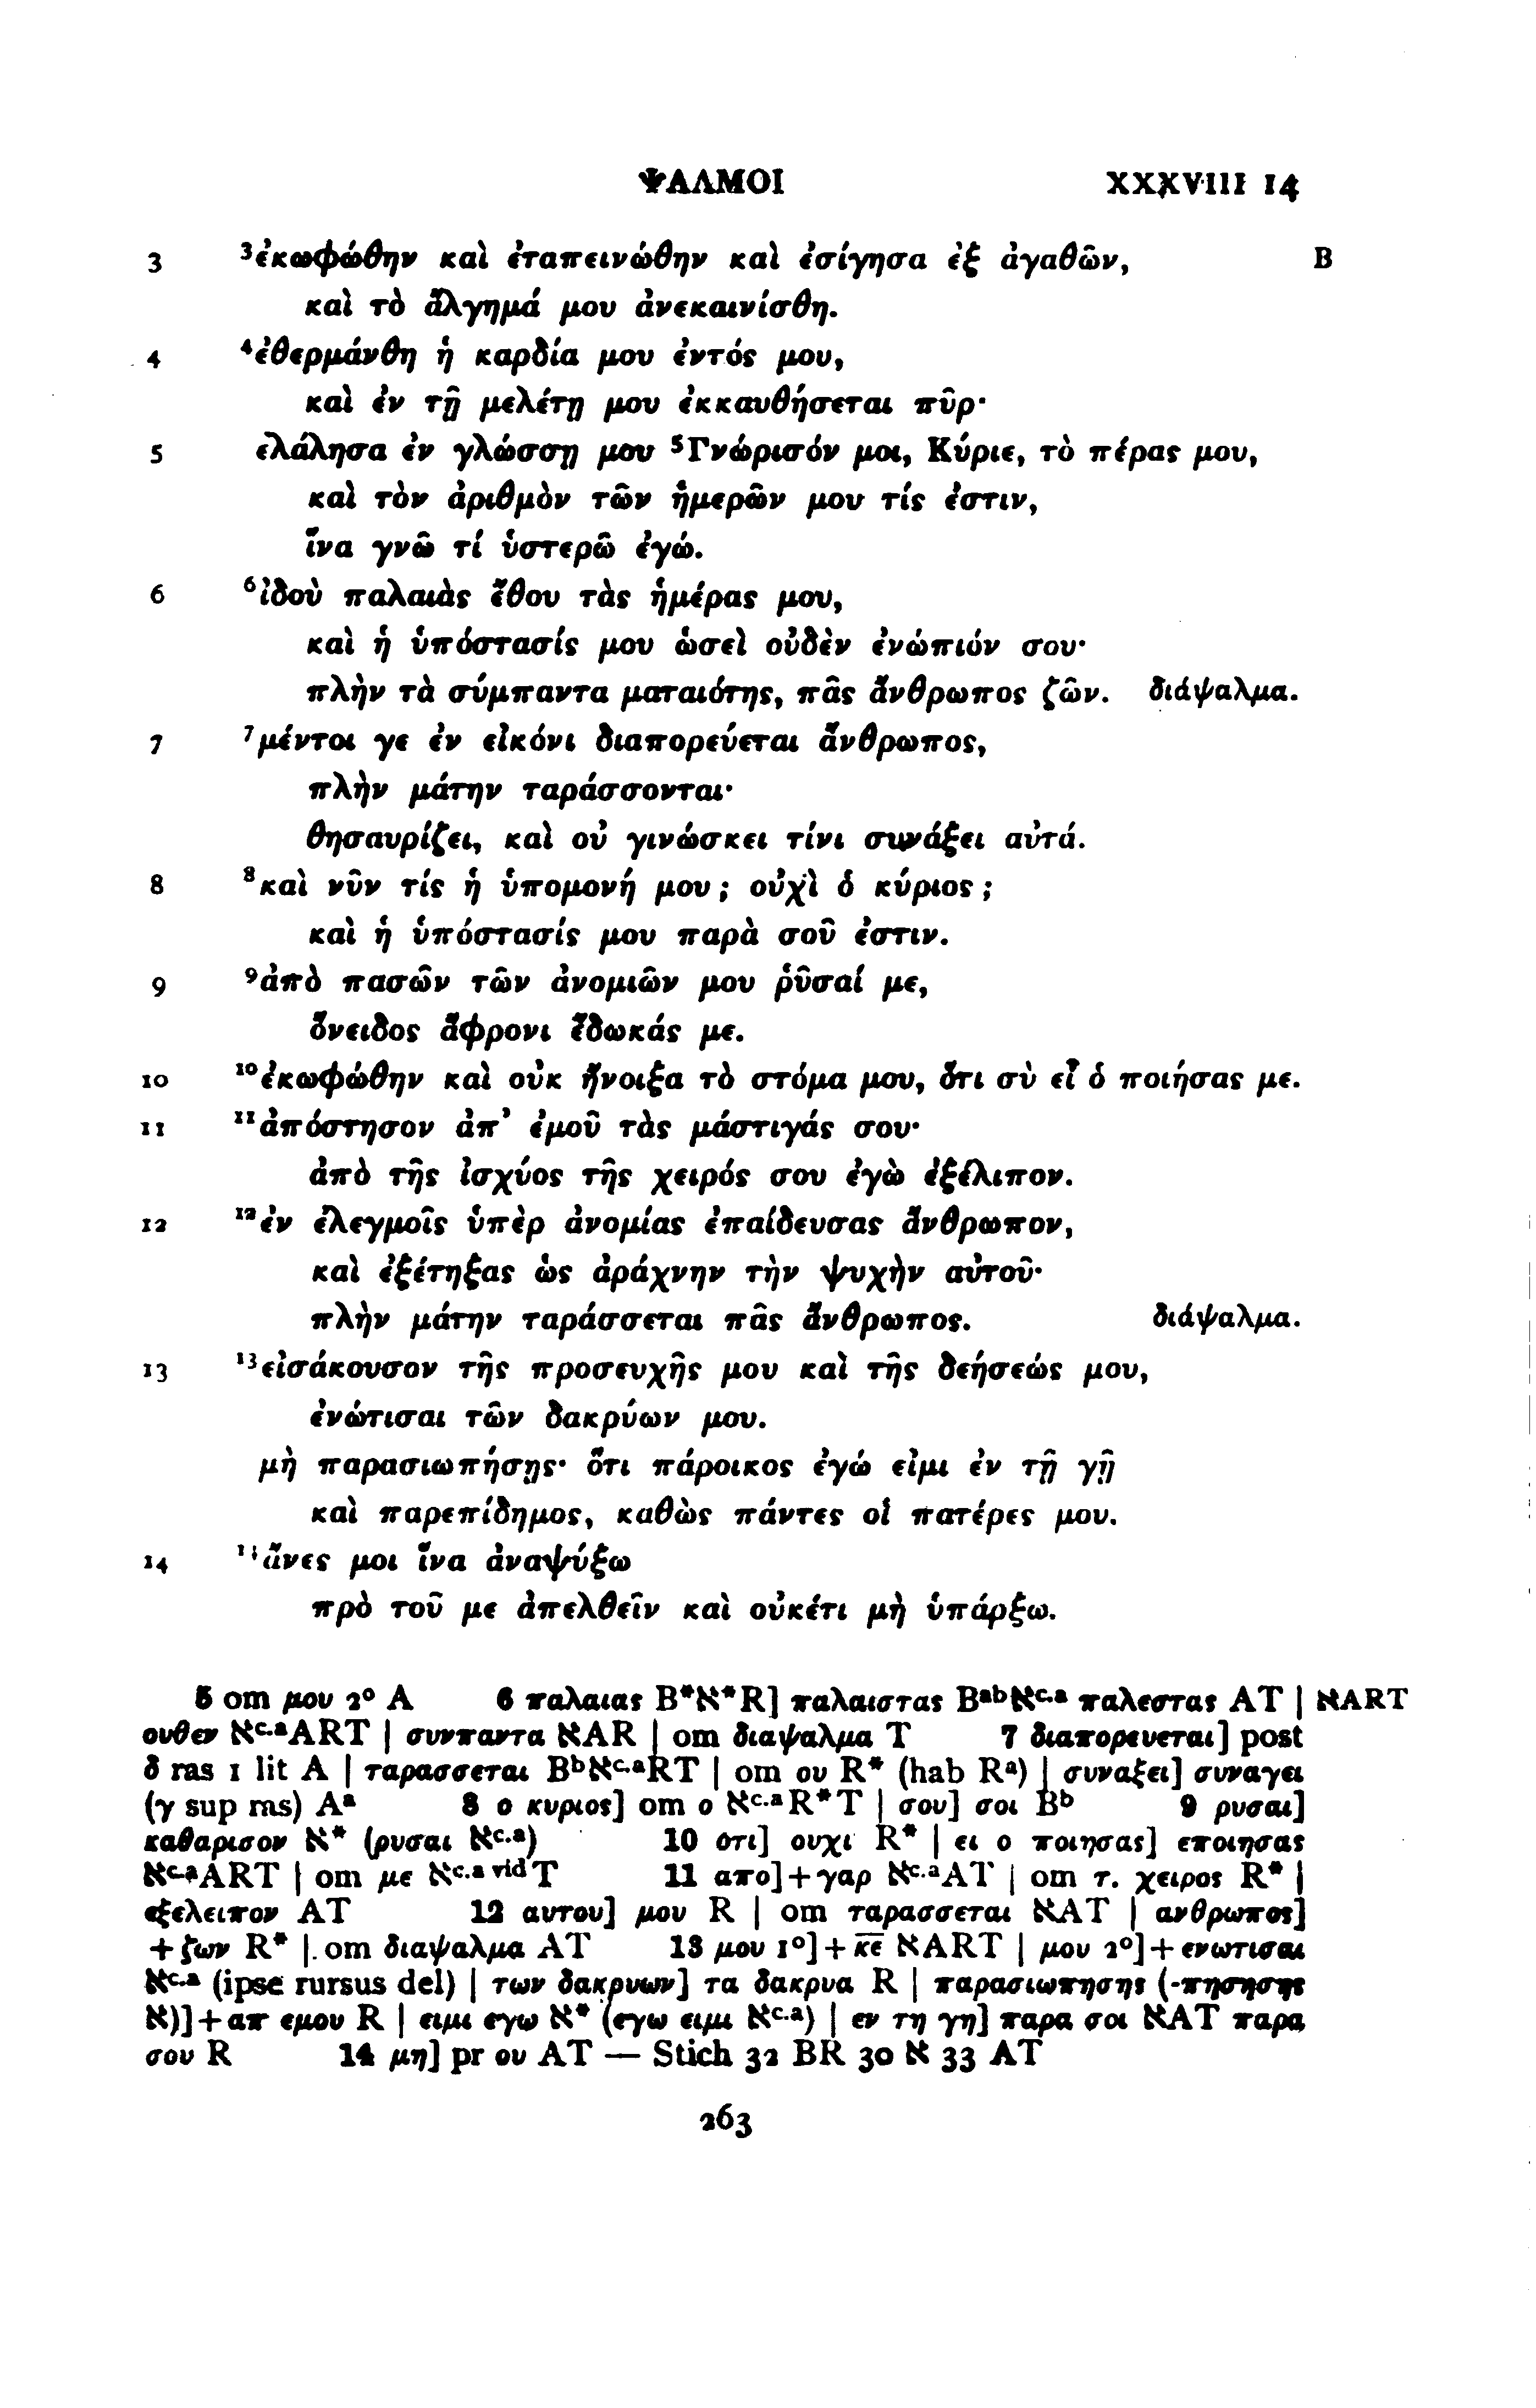 ΨΑΛΜΟΙ XXXVIII 14
3 ³ἐκωφώθην καὶ ἐταπεινώθην καὶ ἐσίγησα ἐξ ἀγαθῶν, B
καὶ τὸ ἄλγημά μου ἀνεκαινίσθη.
4 ⁴ἐθερμάνθη ἡ καρδία μου ἐντός μου,
καὶ ἐν τῇ μελέτῃ μου ἐκκαυθήσεται πῦρ·
5 ἐλάλησα ἐν γλώσσῃ μου ⁵Γνώρισόν μοι, Κύριε, τὸ πέρας μου,
καὶ τὸν ἀριθμὸν τῶν ἡμερῶν μου τίς ἐστιν,
ἵνα γνῶ τί ὑστερῶ ἐγώ.
6 ⁶ἰδοὺ παλαιὰς ἔθου τὰς ἡμέρας μου,
καὶ ἡ ὑπόστασίς μου ὡσεὶ οὐδὲν ἐνώπιόν σου·
πλὴν τὰ σύμπαντα ματαιότης, πᾶς ἄνθρωπος ζῶν. διάψαλμα.
7 ⁷μέντοι γε ἐν εἰκόνι διαπορεύεται ἄνθρωπος,
πλὴν μάτην ταράσσονται·
θησαυρίζει, καὶ οὐ γινώσκει τίνι συνάξει αὐτά.
8 ⁸καὶ νῦν τίς ἡ ὑπομονή μου; οὐχὶ ὁ κύριος;
καὶ ἡ ὑπόστασίς μου παρὰ σοῦ ἐστιν.
9 ⁹ἀπὸ πασῶν τῶν ἀνομιῶν μου ῥῦσαί με,
ὄνειδος ἄφρονι ἔδωκάς με.
10 ¹⁰ἐκωφώθην καὶ οὐκ ἤνοιξα τὸ στόμα μου, ὅτι σὺ εἶ ὁ ποιήσας με.
11 ¹¹ἀπόστησον ἀπ’ ἐμοῦ τὰς μάστιγάς σου·
ἀπὸ τῆς ἰσχύος τῆς χειρός σου ἐγὼ ἐξέλιπον.
12 ¹²ἐν ἐλεγμοῖς ὑπὲρ ἀνομίας ἐπαίδευσας ἄνθρωπον,
καὶ ἐξέτηξας ὡς ἀράχνην τὴν ψυχὴν αὐτοῦ·
πλὴν μάτην ταράσσεται πᾶς ἄνθρωπος. διάψαλμα.
13 ¹³εἰσάκουσον τῆς προσευχῆς μου καὶ τῆς δεήσεώς μου,
ἐνώτισαι τῶν δακρύων μου.
μὴ παρασιωπήσῃς· ὅτι πάροικος ἐγώ εἰμι ἐν τῇ γῇ
καὶ παρεπίδημος, καθὼς πάντες οἱ πατέρες μου.
14 ¹⁴ἄνες μοι ἵνα ἀναψύξω
πρὸ τοῦ με ἀπελθεῖν καὶ οὐκέτι μὴ ὑπάρξω.
5 om μου 2° A 6 παλαιας B*ℵ*R] παλαιστας Bᵃᵇℵᶜ·ᵃ παλεστας AT | ℵART
ουθεν ℵᶜ·ᵃART | συνπαντα ℵAR | om διαψαλμα T 7 διαπορευεται] post
δ ras 1 lit A | ταρασσεται Bᵇℵᶜ·ᵃRT | om ου R* (hab Rᵃ) | συναξει] συναγει
(γ sup ras) Aᵃ 8 ο κυριος] om ο ℵᶜ·ᵃR*T | σου] σοι Bᵇ 9 ρυσαι]
καθαρισον ℵ* (ρυσαι ℵᶜ·ᵃ) 10 οτι] ουχι R* | ει ο ποιησας] εποιησας
ℵᶜ·ᵃART | om με ℵᶜ·ᵃ ᵛⁱᵈT 11 απο]+γαρ ℵᶜ·ᵃAT | om τ. χειρος R* |
εξελειπον AT 12 αυτου] μου R | om ταρασσεται ℵAT | ανθρωπος]
+ζων R* | om διαψαλμα AT 13 μου 1°]+κ̅ε̅ ℵART | μου 2°]+ενωτισαι
ℵᶜ·ᵃ (ipse rursus del) | των δακρυων] τα δακρυα R | παρασιωπησης (-πησησης
ℵ)]+απ εμου R | ειμι εγω ℵ* (εγω ειμι ℵᶜ·ᵃ) | εν τη γη] παρα σοι ℵAT παρα
σου R 14 μη] pr ου AT — Stich 32 BR 30 ℵ 33 AT
263